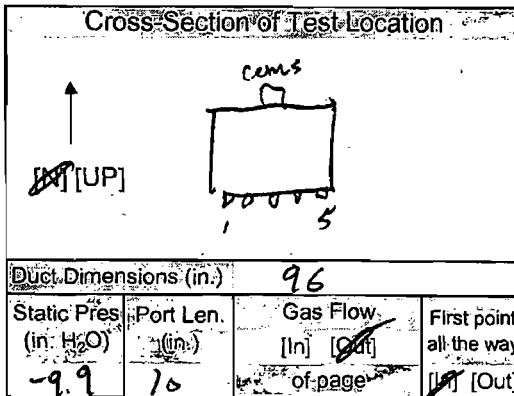 Cross-Section of Test Location
cems
[N] [UP]
1 5
Duct Dimensions (in.) 96
Static Pres Port Len. Gas Flow First point
(in. H2O) (in.) [In] [Out] all the way
-9.9 10 of page [In] [Out]